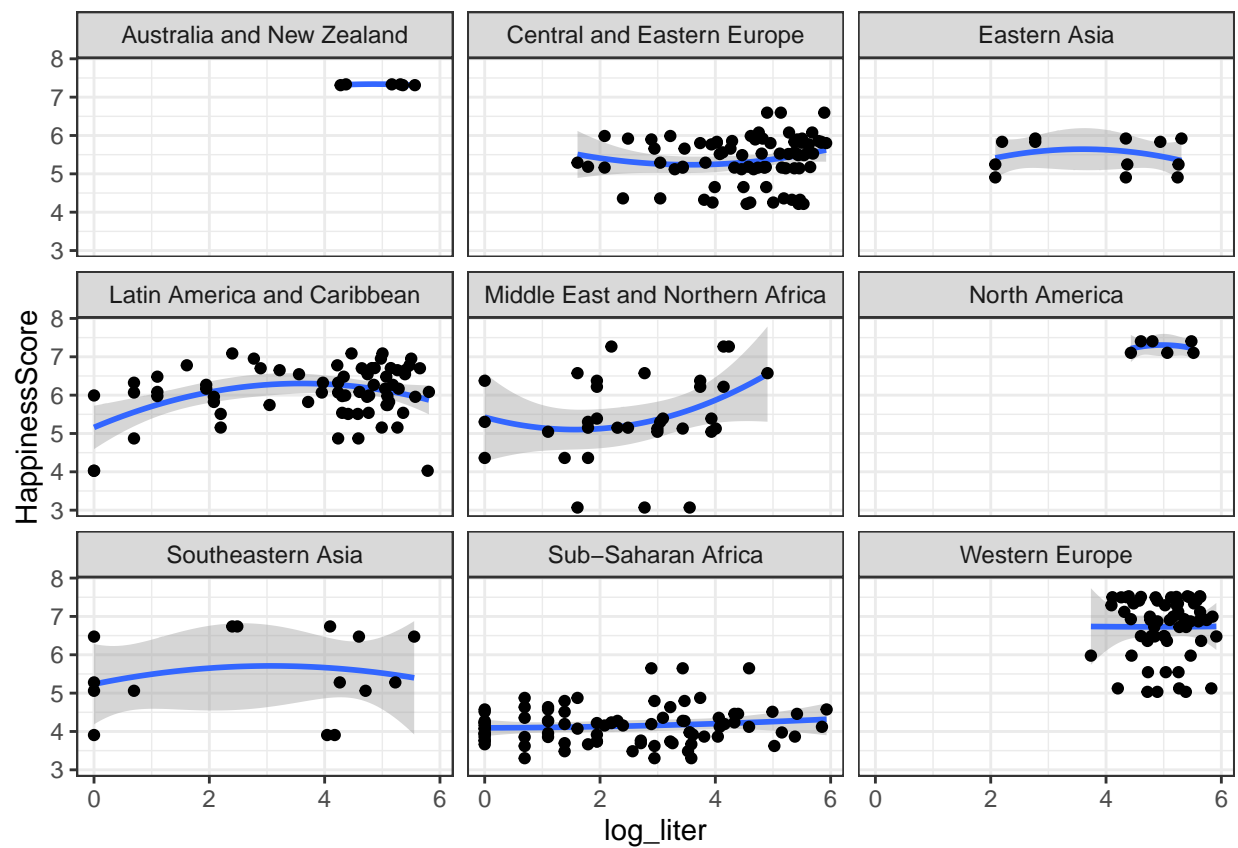 Australia and New Zealand
Central and Eastern Europe
Eastern Asia
8
7
6
5
4
3
Latin America and Caribbean
Middle East and Northern Africa
North America
8
7
6
5
4
3
HappinessScore
Southeastern Asia
Sub−Saharan Africa
Western Europe
8
7
6
5
4
3
0 2 4 6 0 2 4 6 0 2 4 6
log_liter